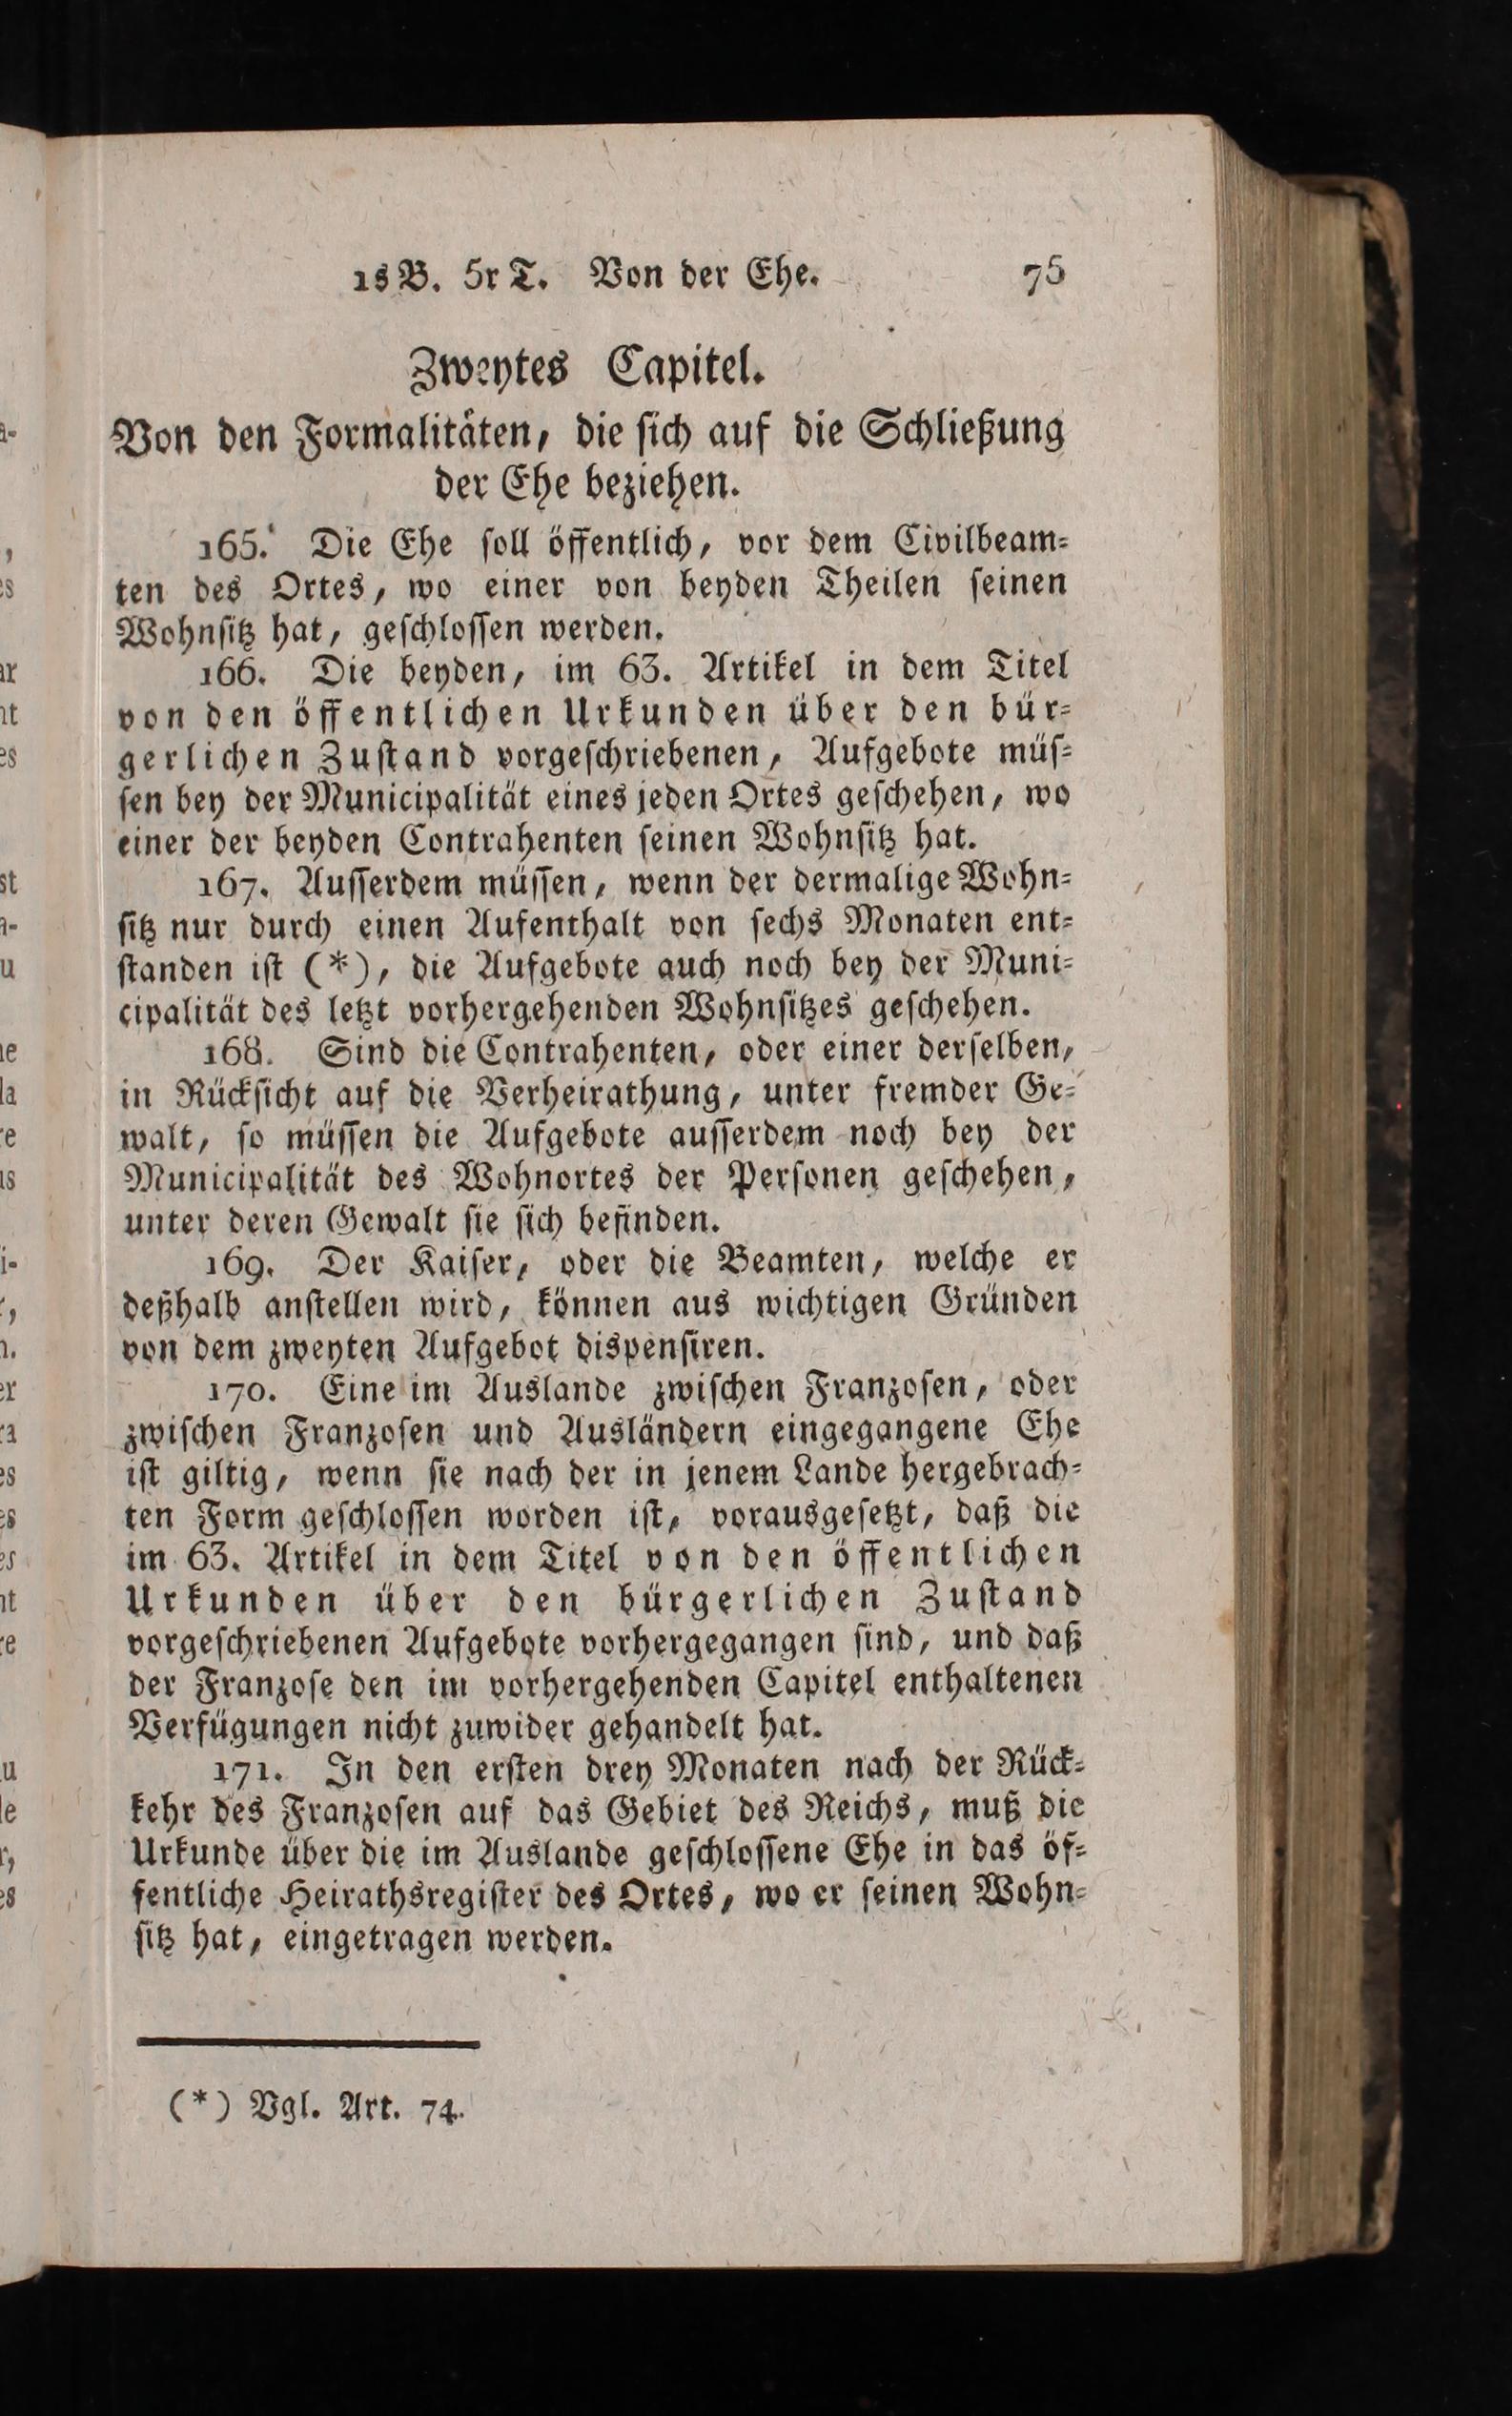 1s B. 5r T. Von der Ehe. 75
Zweytes Capitel.
Von den Formalitäten, die sich auf die Schließung
der Ehe beziehen.
165. Die Ehe soll öffentlich, vor dem Civilbeam-
ten des Ortes, wo einer von beyden Theilen seinen
Wohnsitz hat, geschlossen werden.
166. Die beyden, im 63. Artikel in dem Titel
von den öffentlichen Urkunden über den bür-
gerlichen Zustand vorgeschriebenen, Aufgebote müs-
sen bey der Municipalität eines jeden Ortes geschehen, wo
einer der beyden Contrahenten seinen Wohnsitz hat.
167. Ausserdem müssen, wenn der dermalige Wohn-
sitz nur durch einen Aufenthalt von sechs Monaten ent-
standen ist (*), die Aufgebote auch noch bey der Muni-
cipalität des letzt vorhergehenden Wohnsitzes geschehen.
168. Sind die Contrahenten, oder einer derselben,
in Rücksicht auf die Verheirathung, unter fremder Ge-
walt, so müssen die Aufgebote ausserdem noch bey der
Municipalität des Wohnortes der Personen geschehen,
unter deren Gewalt sie sich befinden.
169. Der Kaiser, oder die Beamten, welche er
deßhalb anstellen wird, können aus wichtigen Gründen
von dem zweyten Aufgebot dispensiren.
170. Eine im Auslande zwischen Franzosen, oder
zwischen Franzosen und Ausländern eingegangene Ehe
ist giltig, wenn sie nach der in jenem Lande hergebrach-
ten Form geschlossen worden ist, vorausgesetzt, daß die
im 63. Artikel in dem Titel von den öffentlichen
Urkunden über den bürgerlichen Zustand
vorgeschriebenen Aufgebote vorhergegangen sind, und daß
der Franzose den im vorhergehenden Capitel enthaltenen
Verfügungen nicht zuwider gehandelt hat.
171. In den ersten drey Monaten nach der Rück-
kehr des Franzosen auf das Gebiet des Reichs, muß die
Urkunde über die im Auslande geschlossene Ehe in das öf-
fentliche Heirathsregister des Ortes, wo er seinen Wohn-
sitz hat, eingetragen werden.
(*) Vgl. Art. 74.